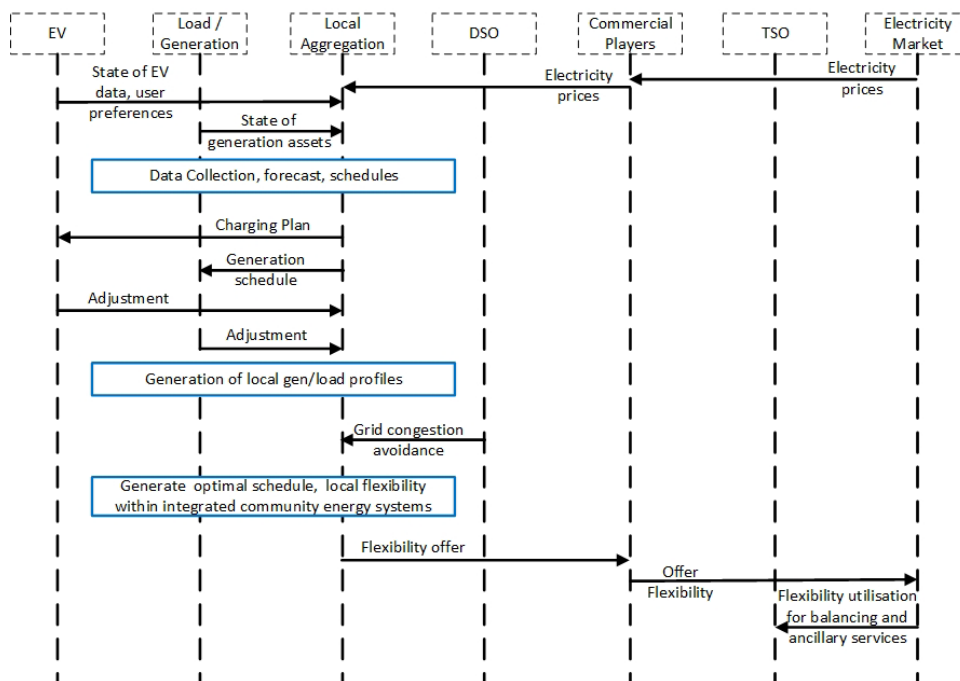 EV
Load /
Generation
Local
Aggregation
DSO
Commercial
Players
TSO
Electricity
Market
State of EV
data, user
preferences
Electricity
prices
Electricity
prices
State of
generation assets
Data Collection, forecast, schedules
Charging Plan
Generation
schedule
Adjustment
Adjustment
Generation of local gen/load profiles
Grid congestion
avoidance
Generate optimal schedule, local flexibility
within integrated community energy systems
Flexibility offer
Offer
Flexibility
Flexibility utilisation
for balancing and
ancillary services